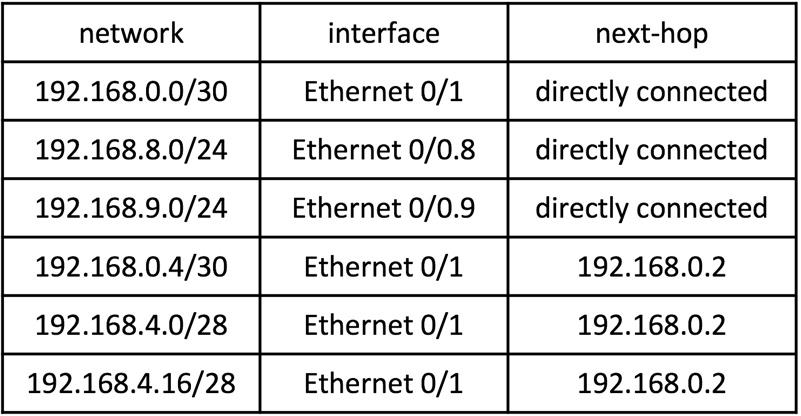 network interface next-hop
192.168.0.0/30 Ethernet 0/1 directly connected
192.168.8.0/24 Ethernet 0/0.8 directly connected
192.168.9.0/24 Ethernet 0/0.9 directly connected
192.168.0.4/30 Ethernet 0/1 192.168.0.2
192.168.4.0/28 Ethernet 0/1 192.168.0.2
192.168.4.16/28 Ethernet 0/1 192.168.0.2